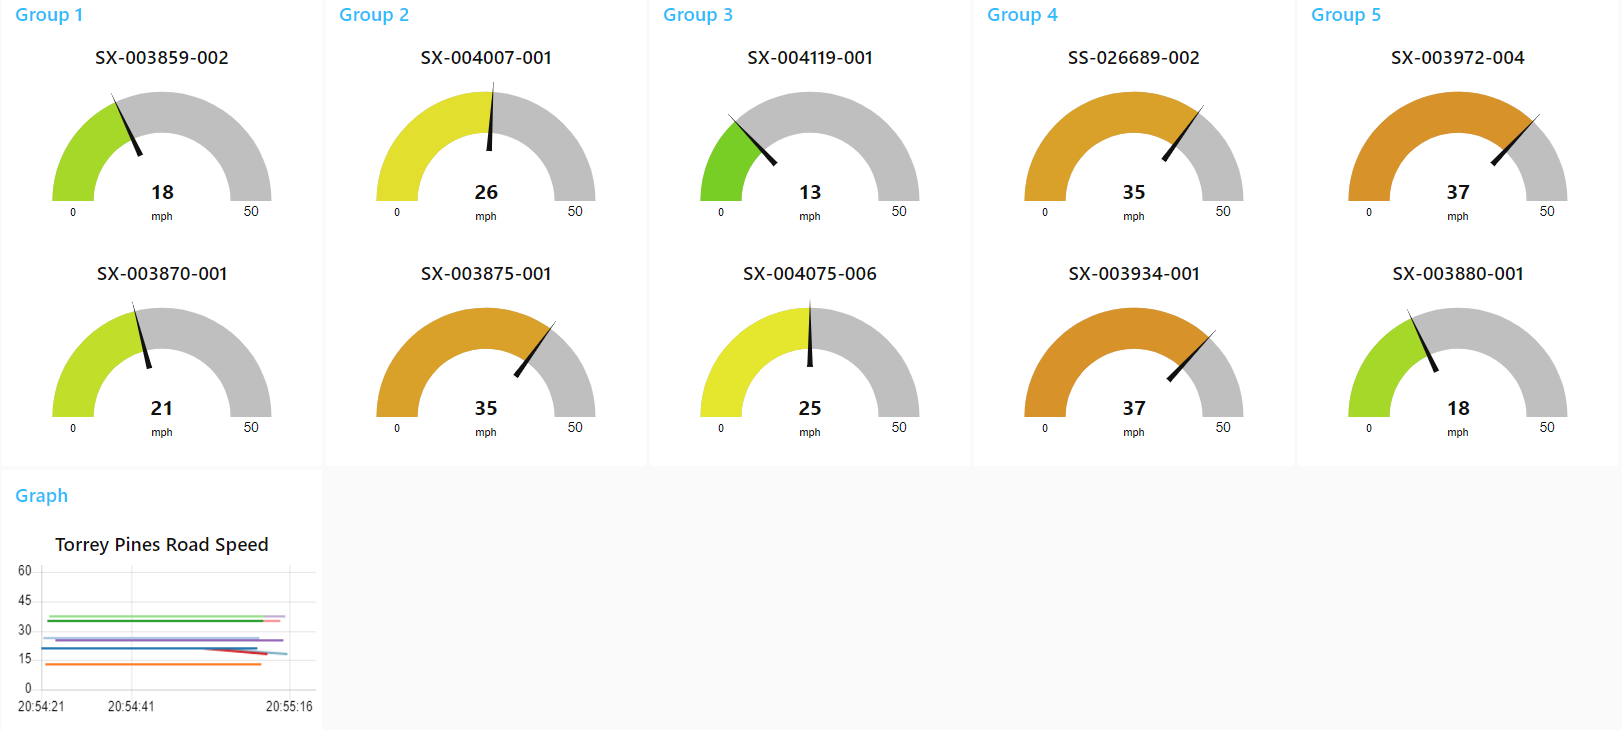 Group 1
SX-003859-002
18
0
50
mph
SX-003870-001
21
0
50
mph
Group 2
SX-004007-001
26
0
50
mph
SX-003875-001
35
0
50
mph
Group 3
SX-004119-001
13
0
50
mph
SX-004075-006
25
0
50
mph
Group 4
SS-026689-002
35
0
50
mph
SX-003934-001
37
0
50
mph
Group 5
SX-003972-004
37
0
50
mph
SX-003880-001
18
0
50
mph
Graph
Torrey Pines Road Speed
60
45
30
15
0
20:54:21 20:54:41 20:55:16